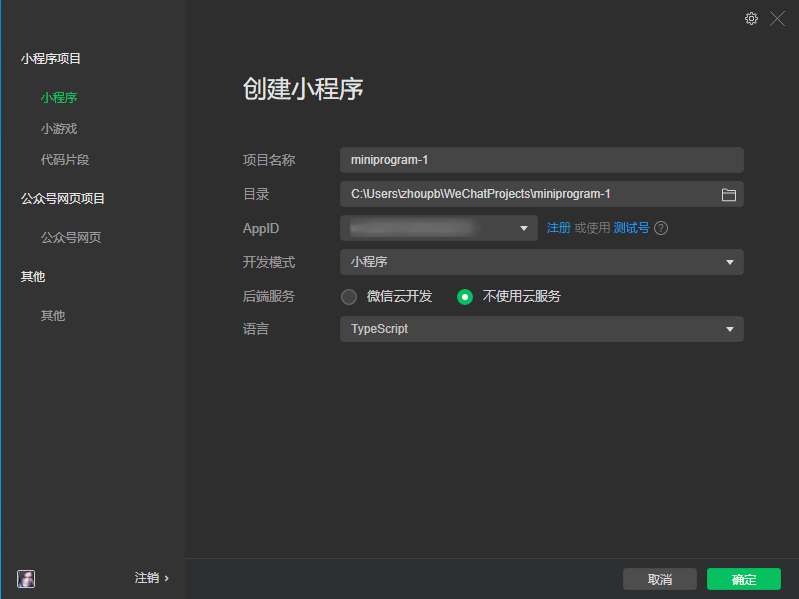 小程序项目
小程序
小游戏
代码片段
公众号网页项目
公众号网页
其他
其他
注销 ›
创建小程序
项目名称 miniprogram-1
目录 C:\Users\zhoupb\WeChatProjects\miniprogram-1
AppID 注册 或使用 测试号 ?
开发模式 小程序
后端服务 微信云开发 不使用云服务
语言 TypeScript
取消 确定